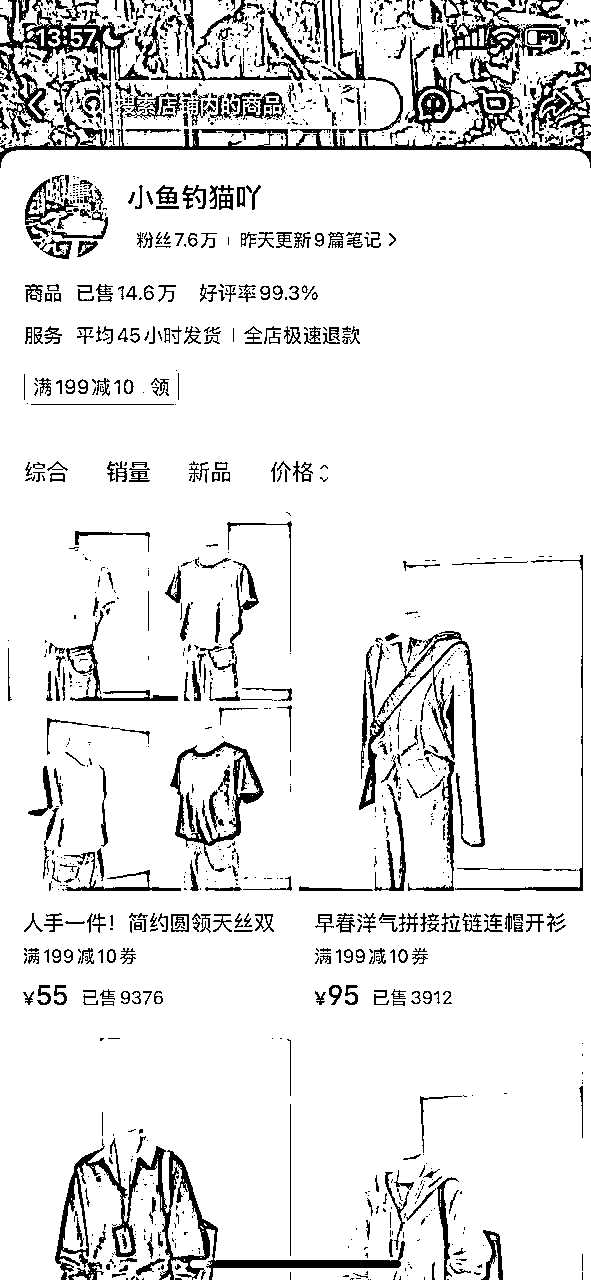 13:57
搜索店铺内的商品
小鱼钓猫吖
粉丝7.6万 | 昨天更新9篇笔记
商品 已售14.6万 好评率99.3%
服务 平均45小时发货 | 全店极速退款
满199减10 领
综合 销量 新品 价格
人手一件！简约圆领天丝双
满199减10券
¥55 已售9376
早春洋气拼接拉链连帽开衫
满199减10券
¥95 已售3912